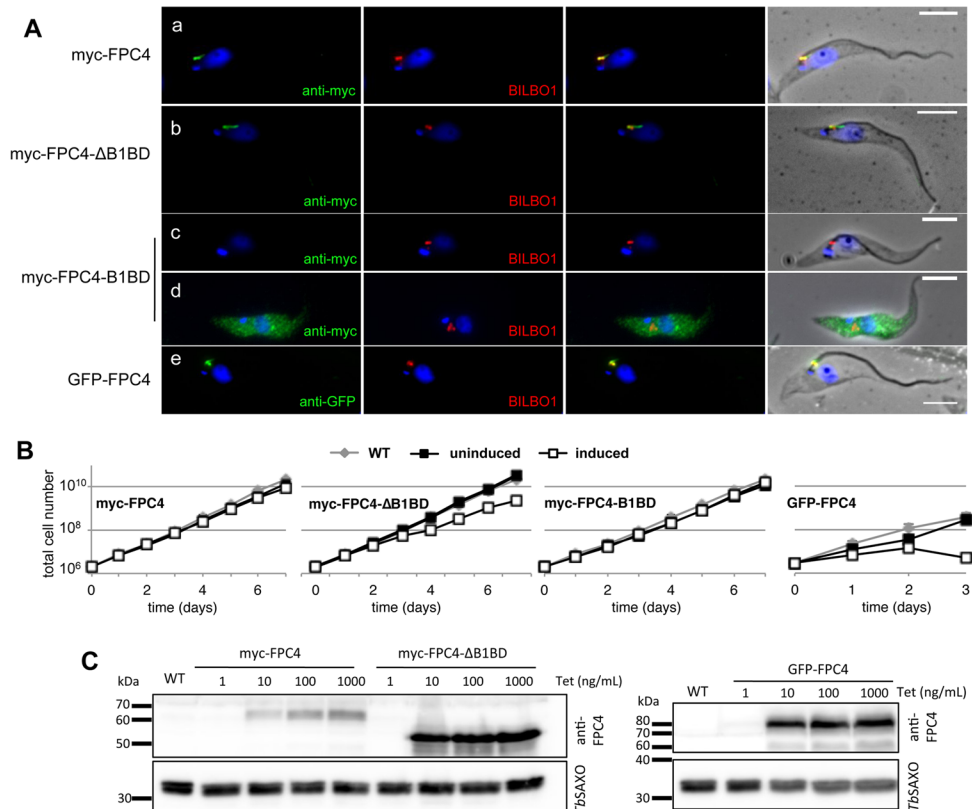 A
myc-FPC4
a
anti-myc
BILBO1
myc-FPC4-ΔB1BD
b
anti-myc
BILBO1
myc-FPC4-B1BD
c
anti-myc
BILBO1
d
anti-myc
BILBO1
GFP-FPC4
e
anti-GFP
BILBO1
B
WT uninduced induced
total cell number
10^10
10^8
10^6
myc-FPC4
0 2 4 6
time (days)
myc-FPC4-ΔB1BD
0 2 4 6
time (days)
myc-FPC4-B1BD
0 2 4 6
time (days)
GFP-FPC4
0 1 2 3
time (days)
C
myc-FPC4 myc-FPC4-ΔB1BD
kDa WT 1 10 100 1000 1 10 100 1000 Tet (ng/mL)
70
60
50
anti-
FPC4
30
TbSAXO
GFP-FPC4
kDa WT 1 10 100 1000 Tet (ng/mL)
80
70
60
anti-
FPC4
40
30
TbSAXO